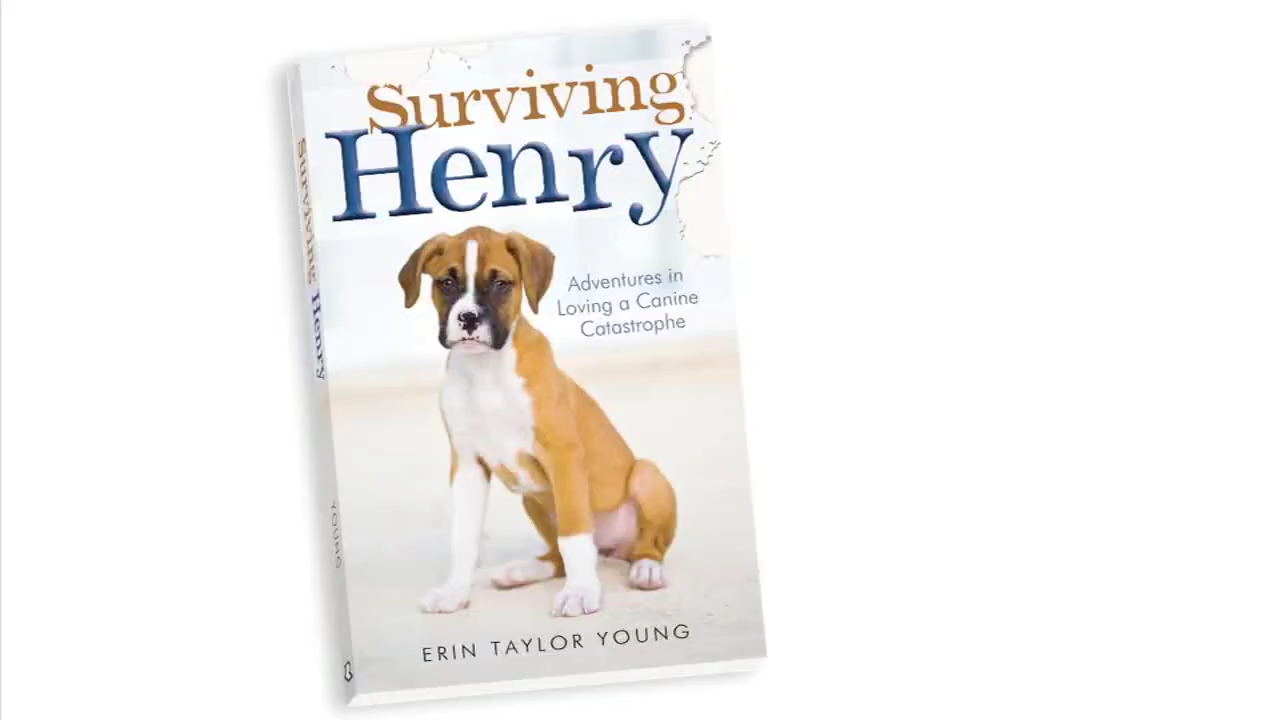 Surviving
Henry
Adventures in
Loving a Canine
Catastrophe
ERIN TAYLOR YOUNG
Surviving Henry
YOUNG